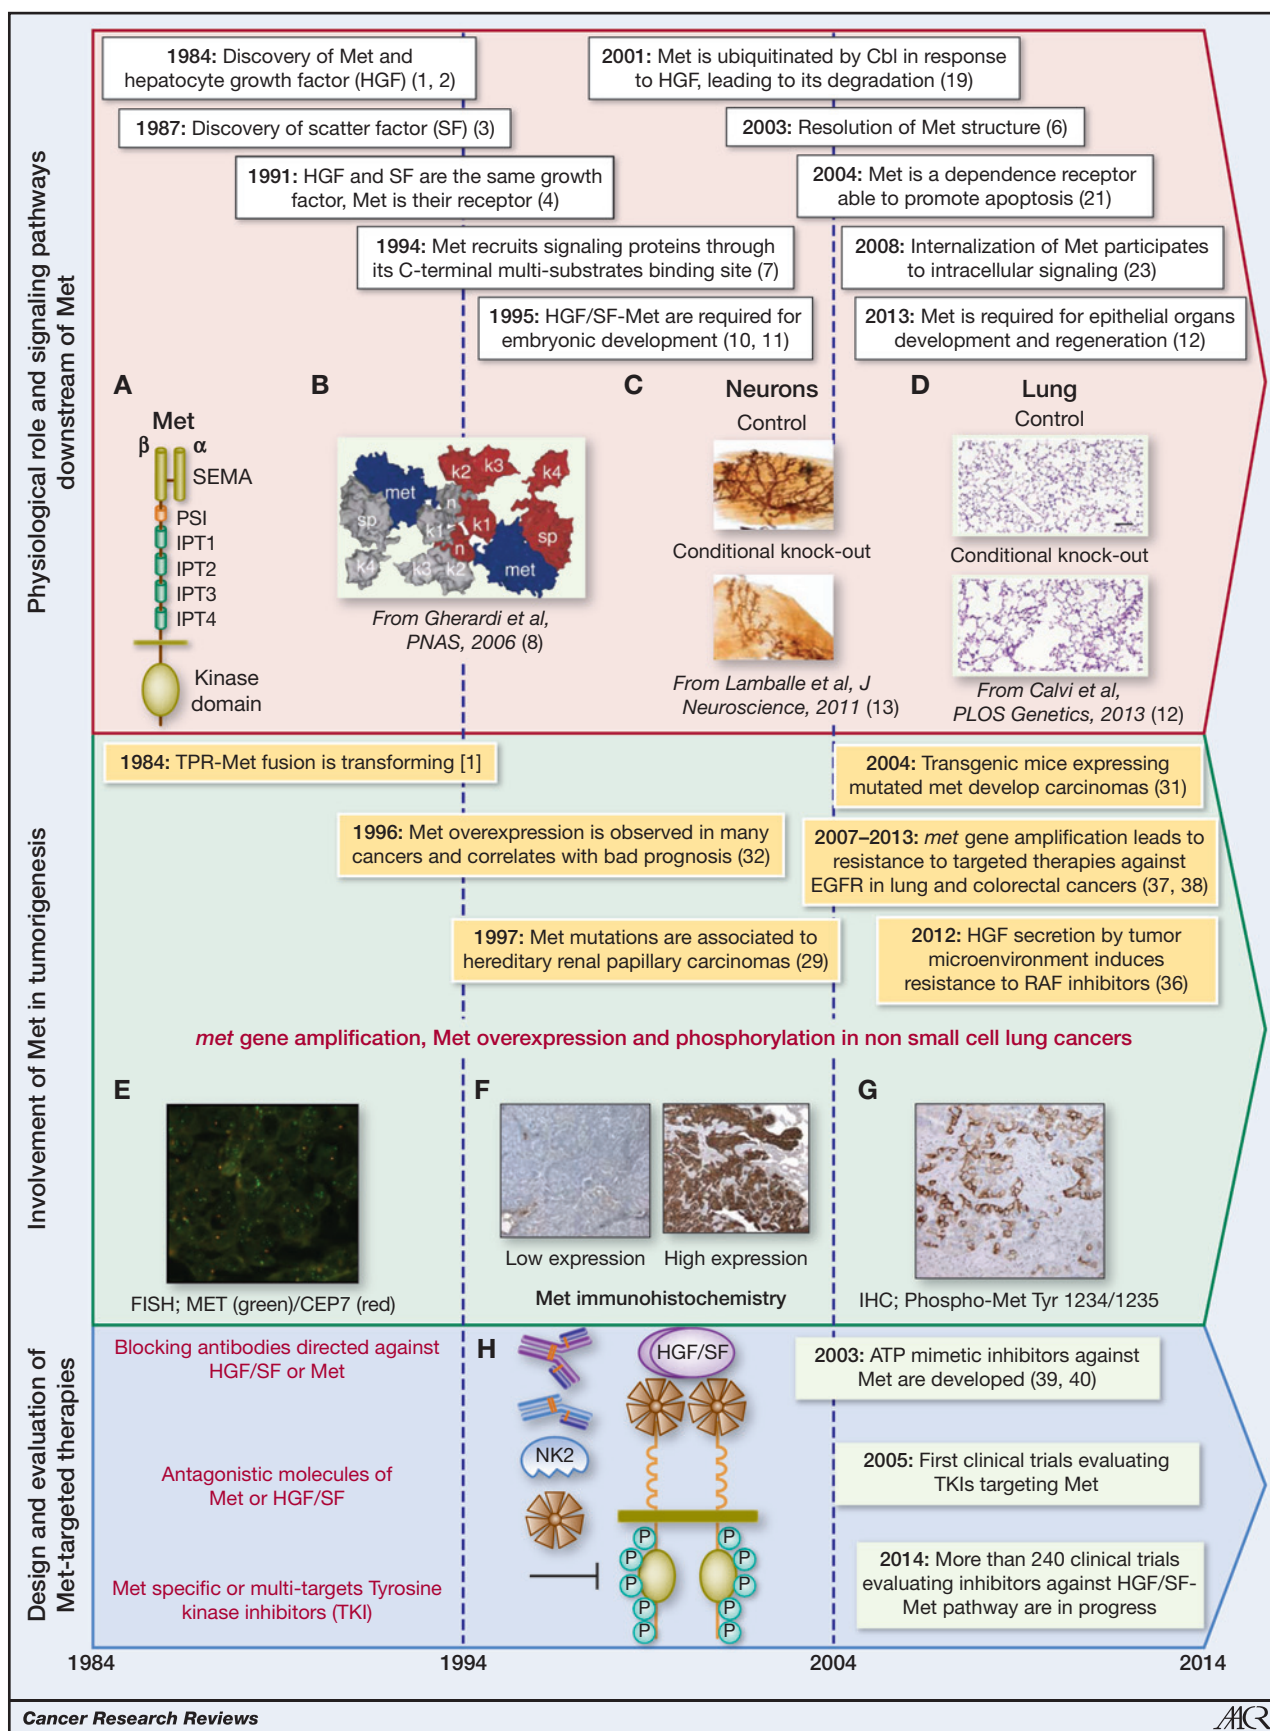 Physiological role and signaling pathways
downstream of Met
1984: Discovery of Met and
hepatocyte growth factor (HGF) (1, 2)
1987: Discovery of scatter factor (SF) (3)
1991: HGF and SF are the same growth
factor, Met is their receptor (4)
1994: Met recruits signaling proteins through
its C-terminal multi-substrates binding site (7)
1995: HGF/SF-Met are required for
embryonic development (10, 11)
2001: Met is ubiquitinated by Cbl in response
to HGF, leading to its degradation (19)
2003: Resolution of Met structure (6)
2004: Met is a dependence receptor
able to promote apoptosis (21)
2008: Internalization of Met participates
to intracellular signaling (23)
2013: Met is required for epithelial organs
development and regeneration (12)
A
Met
β α
SEMA
PSI
IPT1
IPT2
IPT3
IPT4
Kinase
domain
B
k2 k3 k4
met
n
sp k1 k1
n sp
k4 k3 k2 met
From Gherardi et al,
PNAS, 2006 (8)
C
Neurons
Control
Conditional knock-out
From Lamballe et al, J
Neuroscience, 2011 (13)
D
Lung
Control
Conditional knock-out
From Calvi et al,
PLOS Genetics, 2013 (12)
Involvement of Met in tumorigenesis
1984: TPR-Met fusion is transforming [1]
1996: Met overexpression is observed in many
cancers and correlates with bad prognosis (32)
1997: Met mutations are associated to
hereditary renal papillary carcinomas (29)
2004: Transgenic mice expressing
mutated met develop carcinomas (31)
2007–2013: met gene amplification leads to
resistance to targeted therapies against
EGFR in lung and colorectal cancers (37, 38)
2012: HGF secretion by tumor
microenvironment induces
resistance to RAF inhibitors (36)
met gene amplification, Met overexpression and phosphorylation in non small cell lung cancers
E
FISH; MET (green)/CEP7 (red)
F
Low expression High expression
Met immunohistochemistry
G
IHC; Phospho-Met Tyr 1234/1235
Design and evaluation of
Met-targeted therapies
Blocking antibodies directed against
HGF/SF or Met
Antagonistic molecules of
Met or HGF/SF
Met specific or multi-targets Tyrosine
kinase inhibitors (TKI)
H
HGF/SF
NK2
P P
P P
P P
P P
P P
2003: ATP mimetic inhibitors against
Met are developed (39, 40)
2005: First clinical trials evaluating
TKIs targeting Met
2014: More than 240 clinical trials
evaluating inhibitors against HGF/SF-
Met pathway are in progress
1984 1994 2004 2014
Cancer Research Reviews
AACR